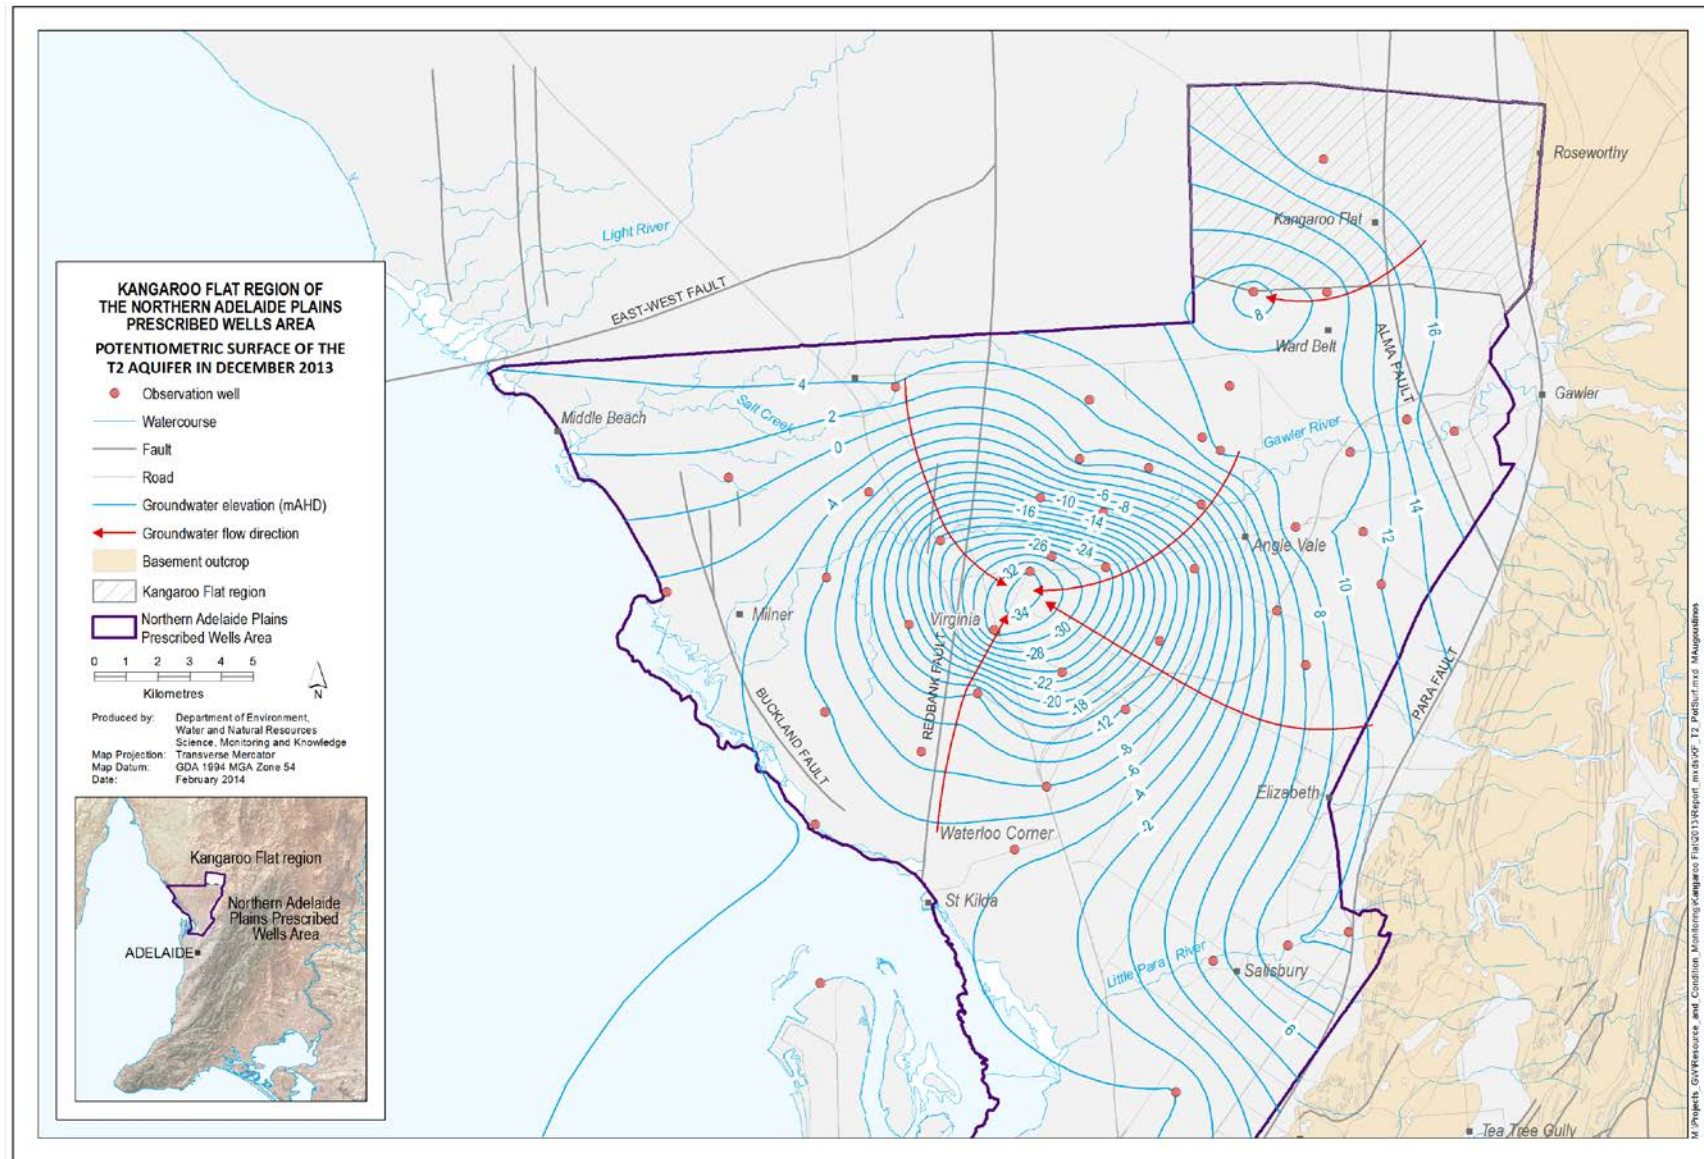 KANGAROO FLAT REGION OF
THE NORTHERN ADELAIDE PLAINS
PRESCRIBED WELLS AREA
POTENTIOMETRIC SURFACE OF THE
T2 AQUIFER IN DECEMBER 2013
Observation well
Watercourse
Fault
Road
Groundwater elevation (mAHD)
Groundwater flow direction
Basement outcrop
Kangaroo Flat region
Northern Adelaide Plains
Prescribed Wells Area
0 1 2 3 4 5
Kilometres
N
Produced by: Department of Environment,
Water and Natural Resources
Science, Monitoring and Knowledge
Map Projection: Transverse Mercator
Map Datum: GDA 1994 MGA Zone 54
Date: February 2014
Kangaroo Flat region
Northern Adelaide
Plains Prescribed
Wells Area
ADELAIDE
Roseworthy
Kangaroo Flat
Light River
EAST-WEST FAULT
8
16
Ward Belt
ALMA FAULT
Gawler
4
Salt Creek
2
Middle Beach
0
Gawler River
-4
-10
-6
-8
-16
-14
14
12
-26
-24
Angle Vale
-32
10
Milner
Virginia
-34
-30
8
-28
-22
-20
-18
-12
REDBANK FAULT
BUCKLAND FAULT
PARA FAULT
-8
-6
-4
-2
Elizabeth
Waterloo Corner
St Kilda
Little Para River
Salisbury
6
Tea Tree Gully